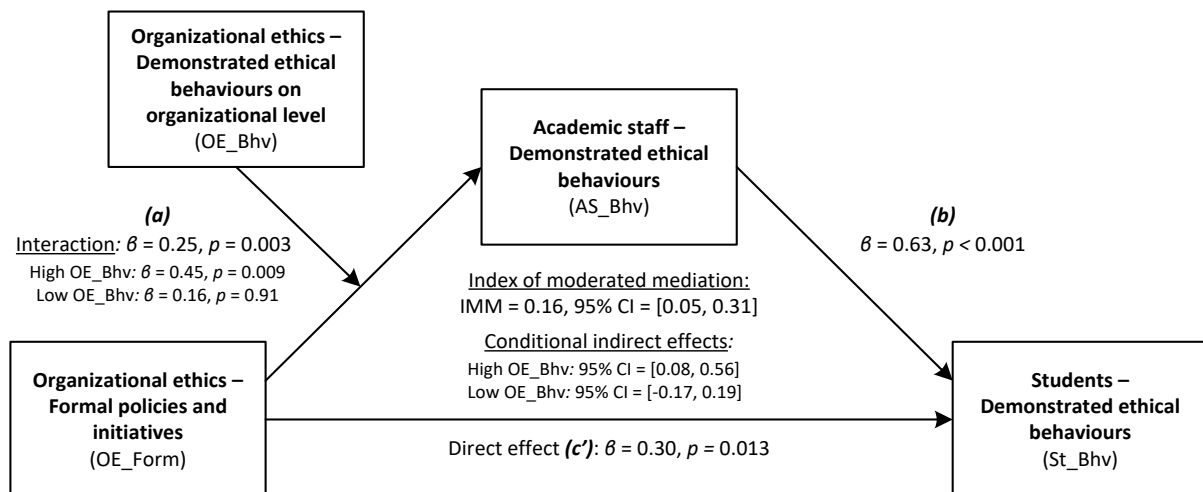 Organizational ethics –
Demonstrated ethical
behaviours on
organizational level
(OE_Bhv)
Academic staff –
Demonstrated ethical
behaviours
(AS_Bhv)
(a)
Interaction: β = 0.25, p = 0.003
High OE_Bhv: β = 0.45, p = 0.009
Low OE_Bhv: β = 0.16, p = 0.91
(b)
β = 0.63, p < 0.001
Index of moderated mediation:
IMM = 0.16, 95% CI = [0.05, 0.31]
Conditional indirect effects:
High OE_Bhv: 95% CI = [0.08, 0.56]
Low OE_Bhv: 95% CI = [-0.17, 0.19]
Organizational ethics –
Formal policies and
initiatives
(OE_Form)
Students –
Demonstrated ethical
behaviours
(St_Bhv)
Direct effect (c’): β = 0.30, p = 0.013